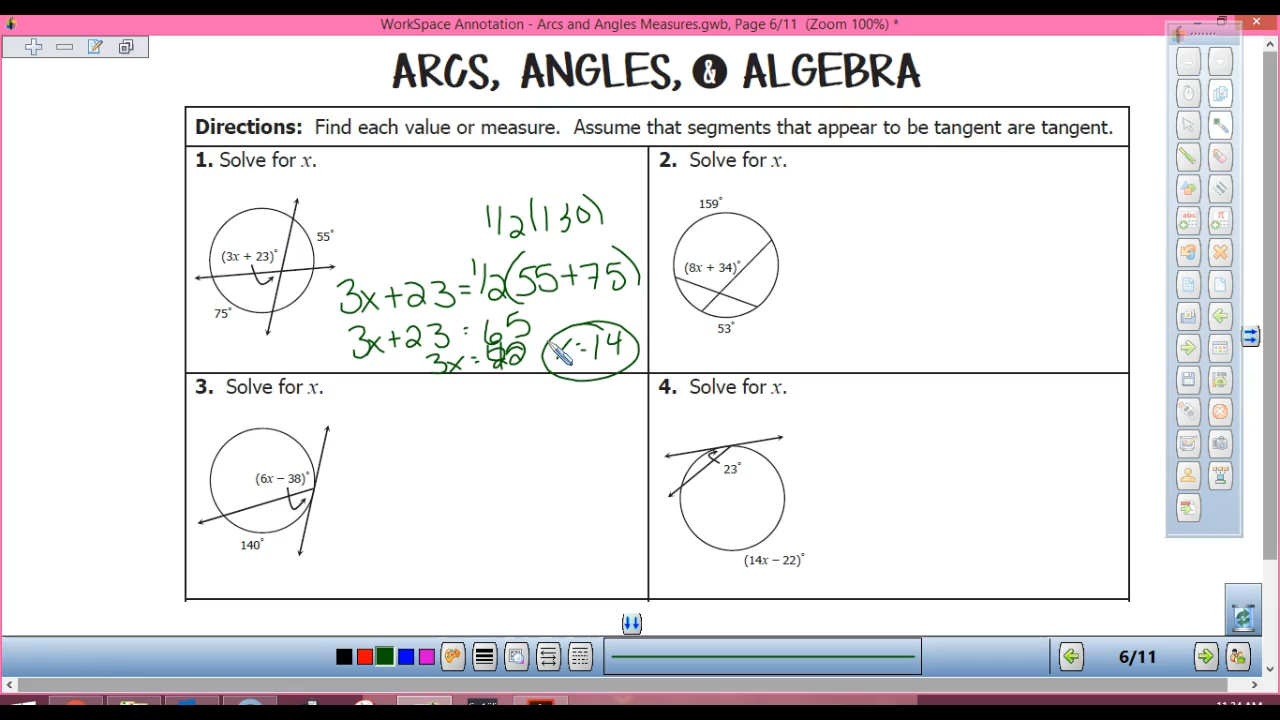 WorkSpace Annotation - Arcs and Angles Measures.gwb, Page 6/11 (Zoom 100%) *
ARCS, ANGLES, & ALGEBRA
Directions: Find each value or measure. Assume that segments that appear to be tangent are tangent.
1. Solve for x.
55°
(3x + 23)°
75°
1/2(130)
3x+23=1/2(55+75)
3x+23 = 65
3x =
x=14
2. Solve for x.
159°
(8x + 34)°
53°
3. Solve for x.
(6x − 38)°
140°
4. Solve for x.
23°
(14x − 22)°
abc
π
6/11